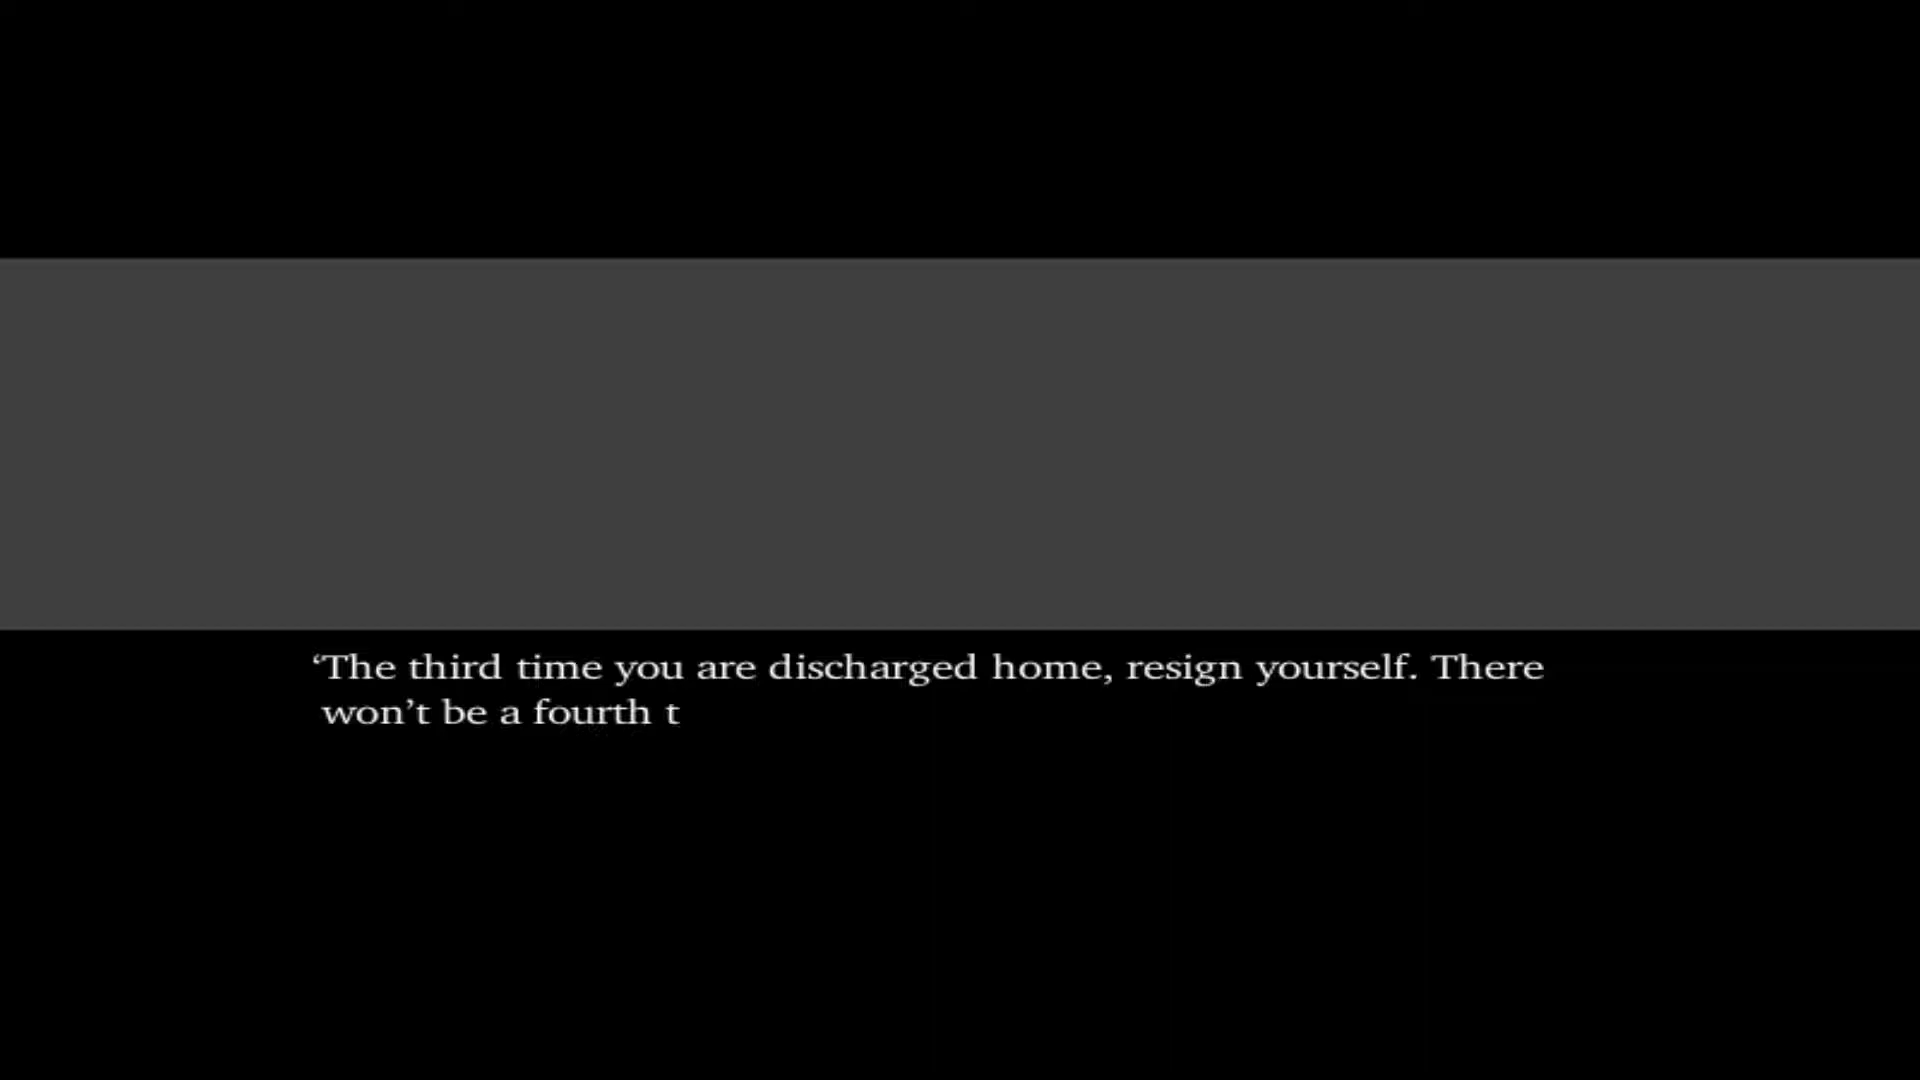 ‘The third time you are discharged home, resign yourself. There
won’t be a fourth t